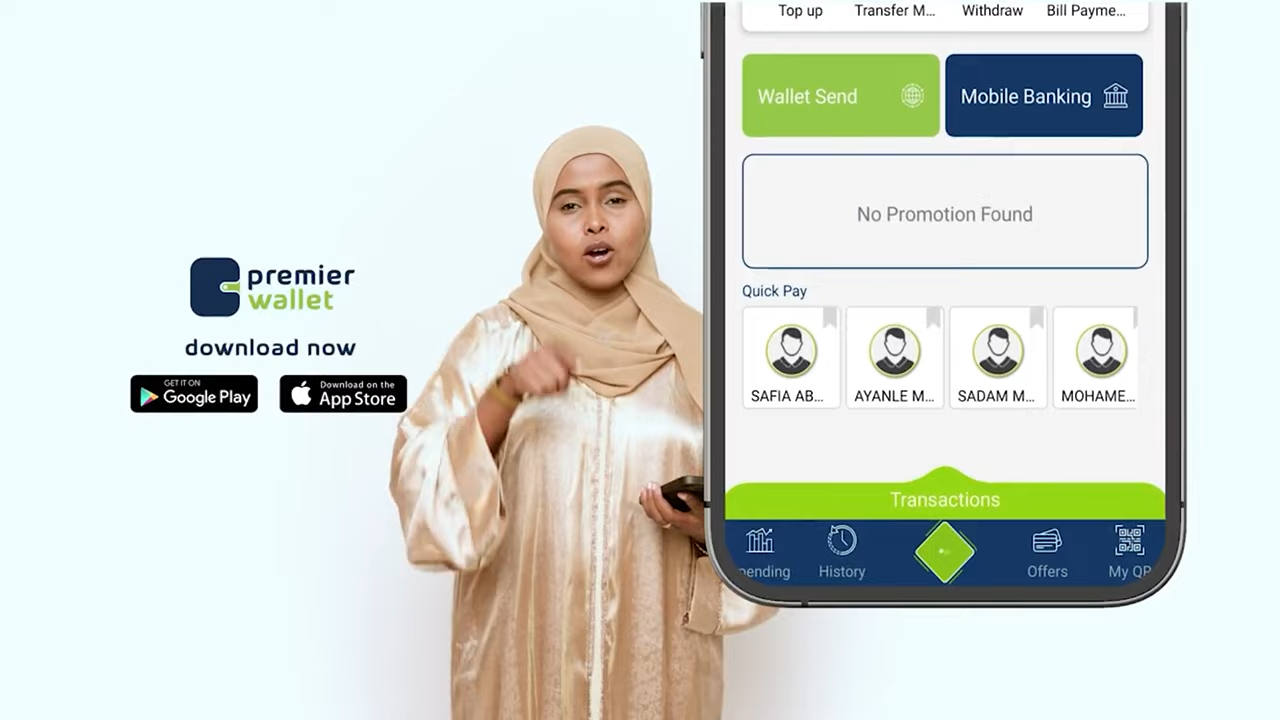 premier
wallet
download now
GET IT ON
Google Play
Download on the
App Store
Top up
Transfer M...
Withdraw
Bill Payme...
Wallet Send
Mobile Banking
No Promotion Found
Quick Pay
SAFIA AB...
AYANLE M...
SADAM M...
MOHAME...
Transactions
pending
History
Offers
My QR